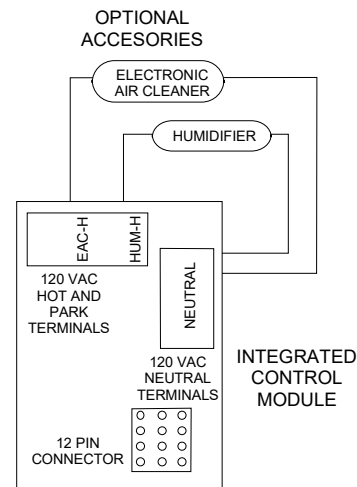 OPTIONAL
ACCESORIES
ELECTRONIC
AIR CLEANER
HUMIDIFIER
EAC-H
HUM-H
120 VAC
HOT AND
PARK
TERMINALS
NEUTRAL
120 VAC
NEUTRAL
TERMINALS
INTEGRATED
CONTROL
MODULE
12 PIN
CONNECTOR